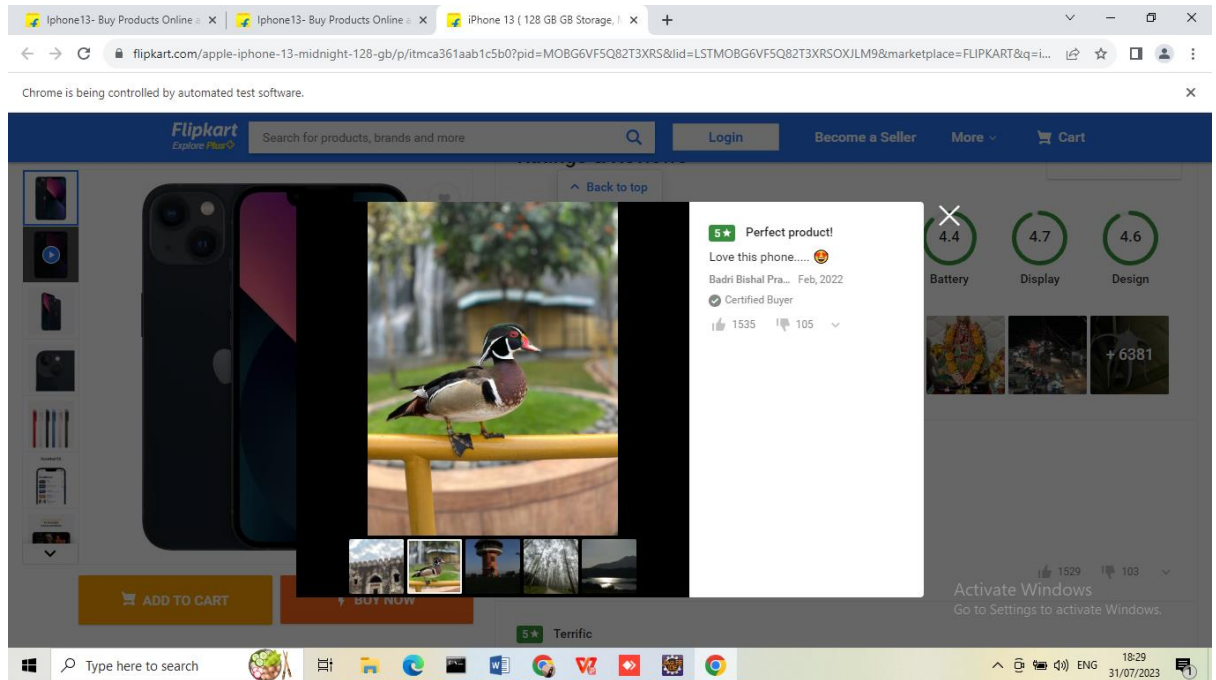 Iphone13- Buy Products Online a
Iphone13- Buy Products Online a
iPhone 13 ( 128 GB GB Storage,
flipkart.com/apple-iphone-13-midnight-128-gb/p/itmca361aab1c5b0?pid=MOBG6VF5Q82T3XRS&lid=LSTMOBG6VF5Q82T3XRSOXJLM9&marketplace=FLIPKART&q=i...
Chrome is being controlled by automated test software.
Flipkart
Explore Plus
Search for products, brands and more
Login
Become a Seller
More
Cart
Back to top
5★ Perfect product!
Love this phone.....
Badri Bishal Pra... Feb, 2022
Certified Buyer
1535 105
4.4 4.7 4.6
Battery Display Design
+ 6381
1529 103
ADD TO CART
BUY NOW
5★ Terrific
Activate Windows
Go to Settings to activate Windows.
Type here to search
ENG
18:29
31/07/2023